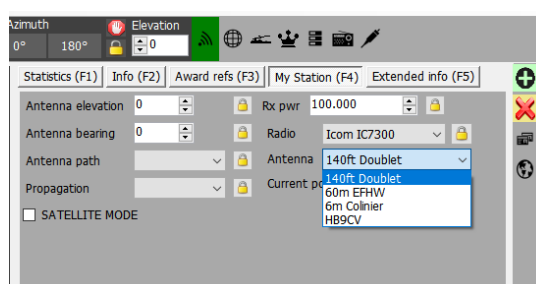 Azimuth Elevation
0° 180° 0
Statistics (F1) Info (F2) Award refs (F3) My Station (F4) Extended info (F5)
Antenna elevation 0 Rx pwr 100.000
Antenna bearing 0 Radio Icom IC7300
Antenna path Antenna 140ft Doublet
Propagation Current
140ft Doublet
60m EFHW
6m Colinier
HB9CV
SATELLITE MODE